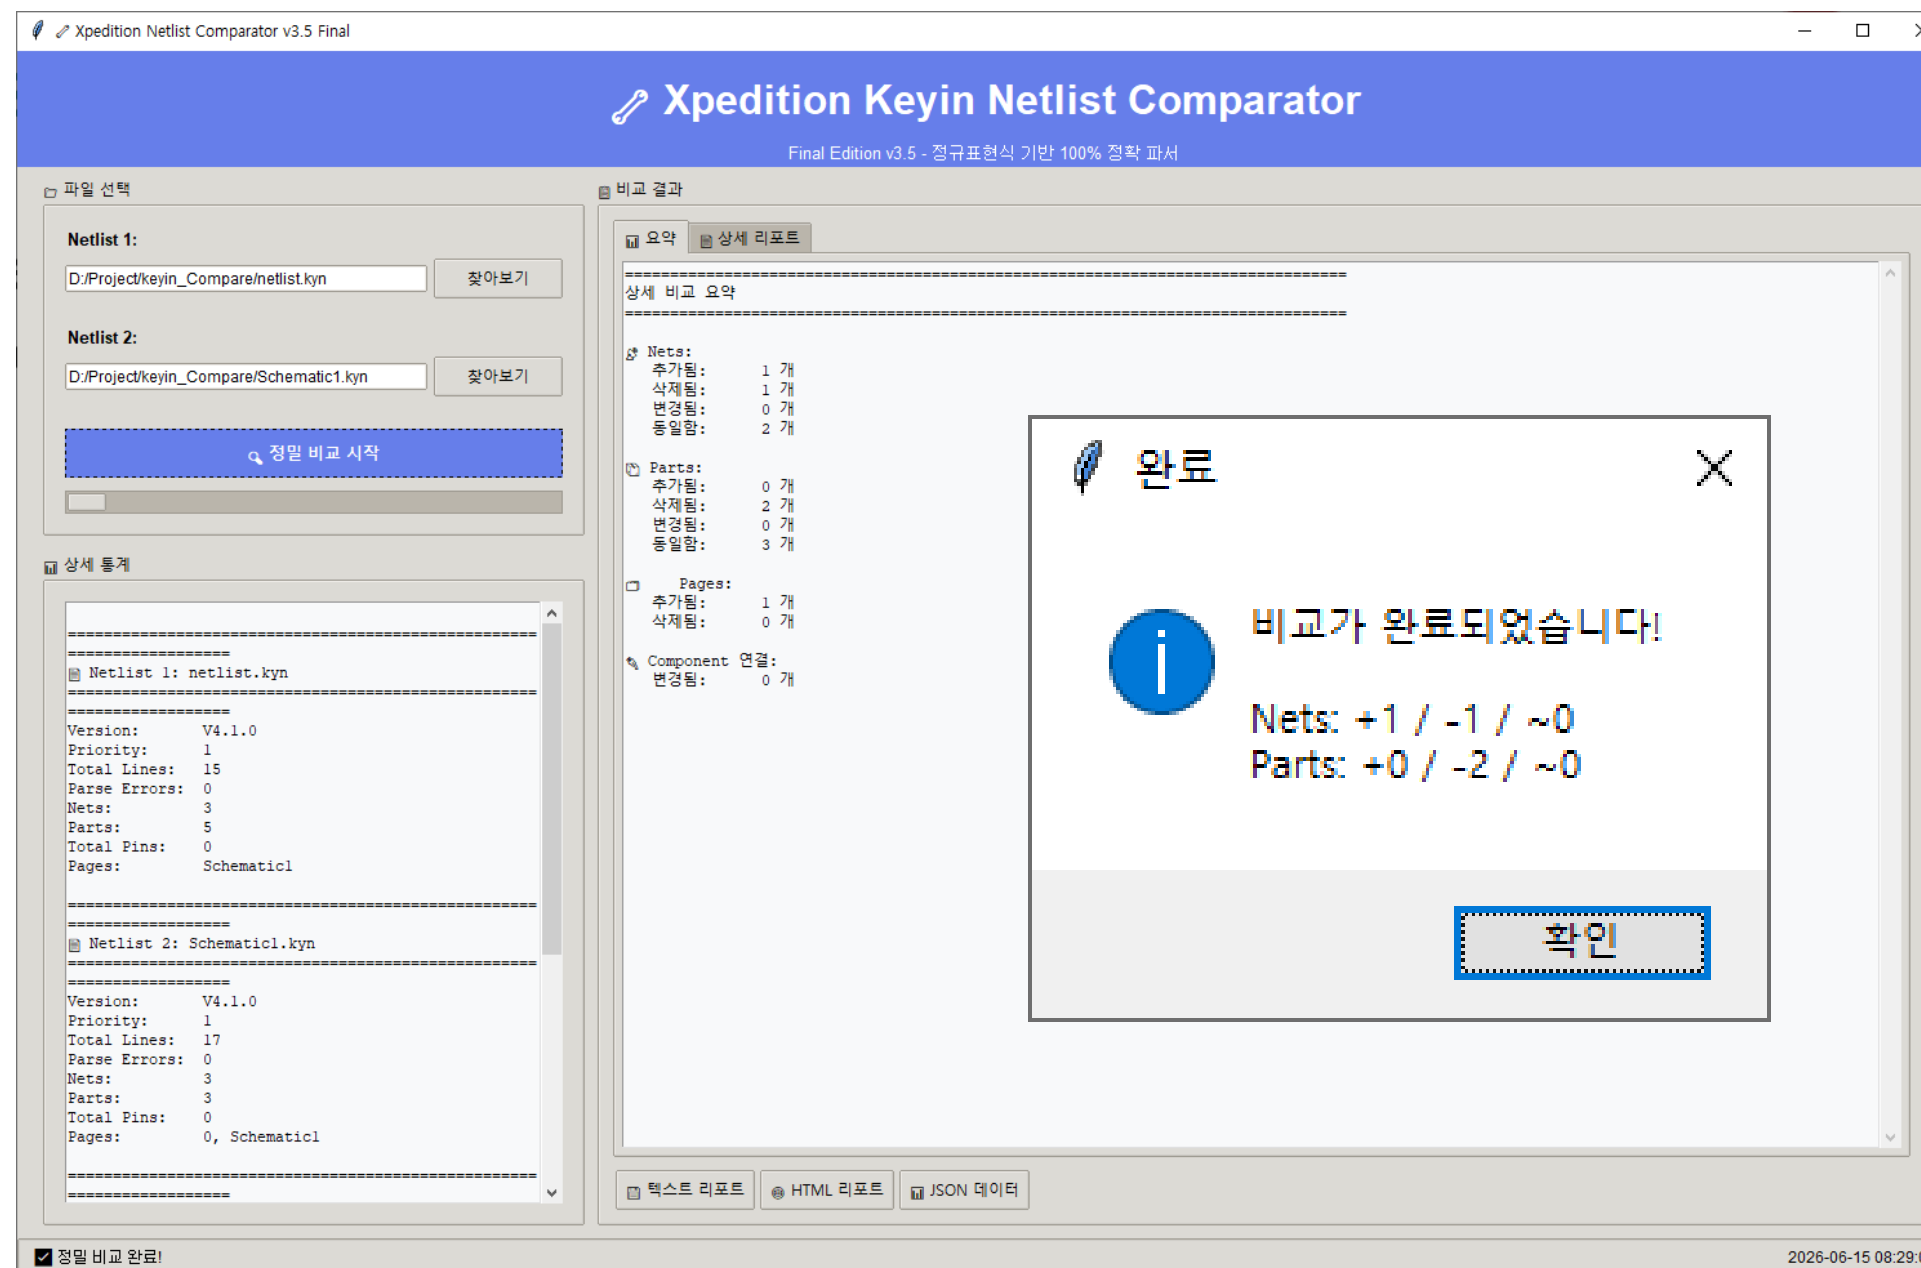 Xpedition Netlist Comparator v3.5 Final
Xpedition Keyin Netlist Comparator
Final Edition v3.5 - 정규표현식 기반 100% 정확 파서
파일 선택
Netlist 1:
D:/Project/keyin_Compare/netlist.kyn
찾아보기
Netlist 2:
D:/Project/keyin_Compare/Schematic1.kyn
찾아보기
정밀 비교 시작
상세 통계
====================================================
==================
Netlist 1: netlist.kyn
====================================================
==================
Version: V4.1.0
Priority: 1
Total Lines: 15
Parse Errors: 0
Nets: 3
Parts: 5
Total Pins: 0
Pages: Schematic1
====================================================
==================
Netlist 2: Schematic1.kyn
====================================================
==================
Version: V4.1.0
Priority: 1
Total Lines: 17
Parse Errors: 0
Nets: 3
Parts: 3
Total Pins: 0
Pages: 0, Schematic1
====================================================
==================
비교 결과
요약
상세 리포트
================================================================================
상세 비교 요약
================================================================================
Nets:
추가됨: 1 개
삭제됨: 1 개
변경됨: 0 개
동일함: 2 개
Parts:
추가됨: 0 개
삭제됨: 2 개
변경됨: 0 개
동일함: 3 개
Pages:
추가됨: 1 개
삭제됨: 0 개
Component 연결:
변경됨: 0 개
완료
비교가 완료되었습니다!
Nets: +1 / -1 / ~0
Parts: +0 / -2 / ~0
확인
텍스트 리포트
HTML 리포트
JSON 데이터
정밀 비교 완료!
2026-06-15 08:29: